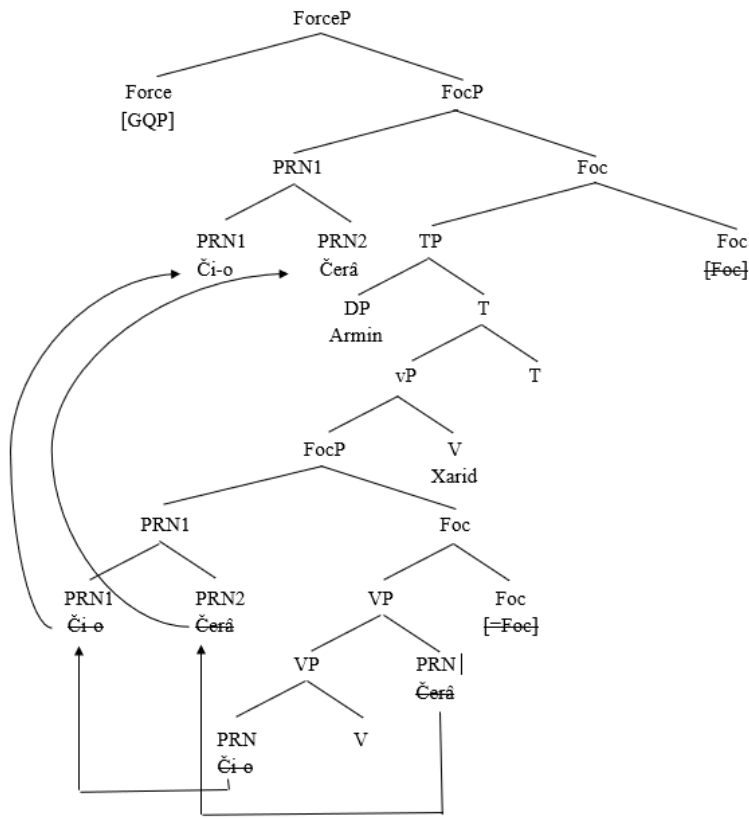 ForceP
Force FocP
[GQP]
PRN1 Foc
PRN1 PRN2 TP Foc
Či-o Čerâ [Foc]
DP T
Armin
vP T
FocP V
Xarid
PRN1 Foc
PRN1 PRN2 VP Foc
Či-o Čerâ [=Foc]
VP PRN
Čerâ
PRN V
Či-o